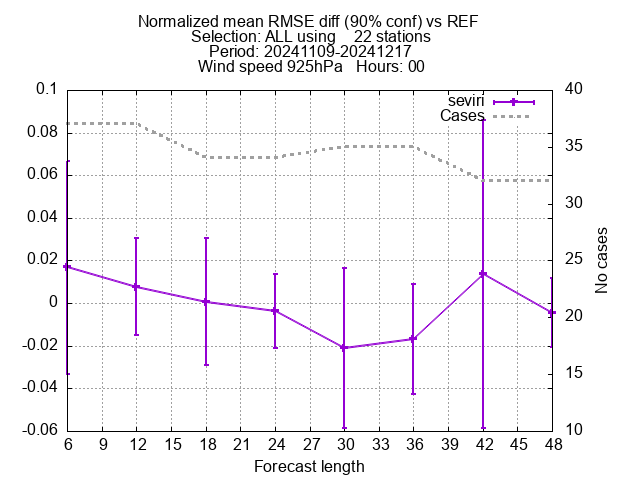 Normalized mean RMSE diff (90% conf) vs REF
Selection: ALL using    22 stations
Period: 20241109-20241217
Wind speed 925hPa   Hours: 00
seviri
Cases
0.1
0.08
0.06
0.04
0.02
0
-0.02
-0.04
-0.06
40
35
30
25
20
15
10
No cases
6 9 12 15 18 21 24 27 30 33 36 39 42 45 48
Forecast length